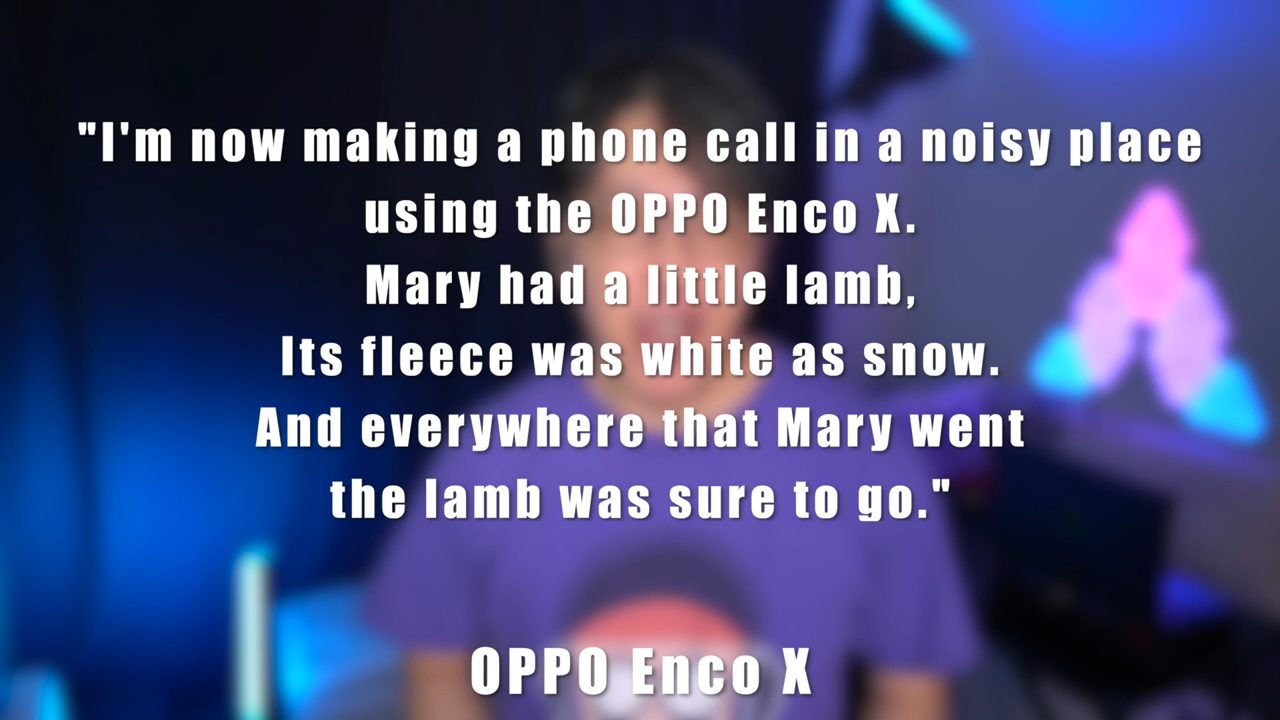 "I'm now making a phone call in a noisy place
using the OPPO Enco X.
Mary had a little lamb,
Its fleece was white as snow.
And everywhere that Mary went
the lamb was sure to go."
OPPO Enco X